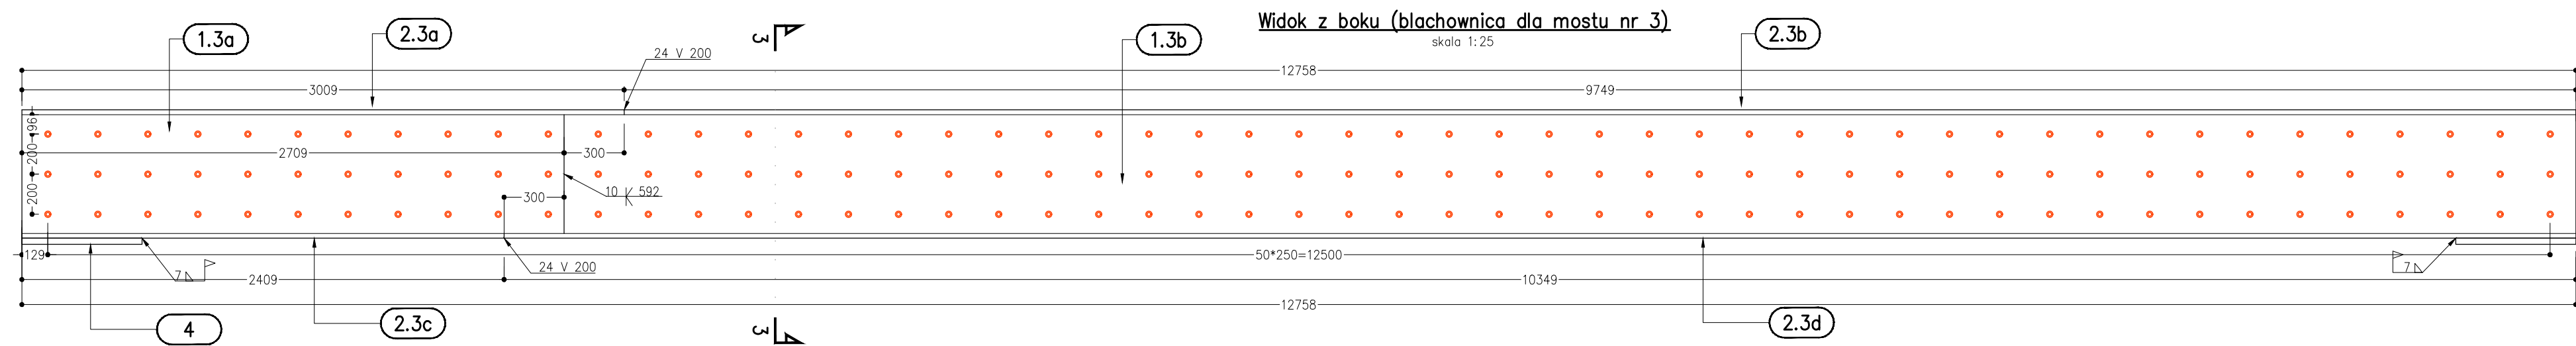 Widok z boku (blachownica dla mostu nr 3)
skala 1:25
1.3a
2.3a
3
24 V 200
1.3b
2.3b
12758
3009
9749
96
200
200
2709
300
10 K 592
300
129
50*250=12500
7
24 V 200
7
2409
10349
12758
4
2.3c
3
2.3d